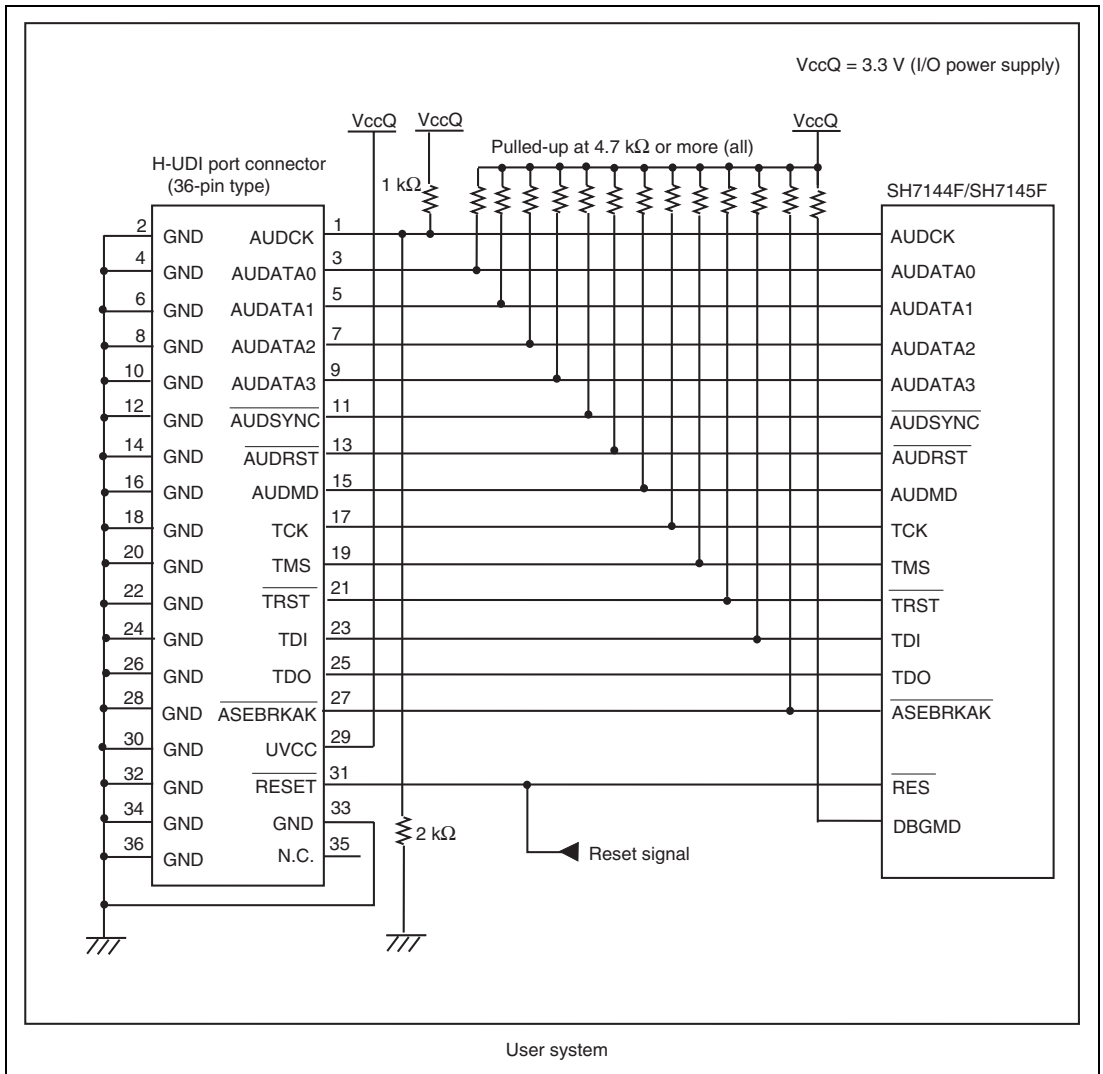 VccQ = 3.3 V (I/O power supply)
VccQ
VccQ
VccQ
Pulled-up at 4.7 kΩ or more (all)
H-UDI port connector
(36-pin type)
1 kΩ
SH7144F/SH7145F
2 GND AUDCK 1 AUDCK
4 GND AUDATA0 3 AUDATA0
6 GND AUDATA1 5 AUDATA1
8 GND AUDATA2 7 AUDATA2
10 GND AUDATA3 9 AUDATA3
12 GND AUDSYNC 11 AUDSYNC
14 GND AUDRST 13 AUDRST
16 GND AUDMD 15 AUDMD
18 GND TCK 17 TCK
20 GND TMS 19 TMS
22 GND TRST 21 TRST
24 GND TDI 23 TDI
26 GND TDO 25 TDO
28 GND ASEBRKAK 27 ASEBRKAK
30 GND UVCC 29
32 GND RESET 31 RES
34 GND GND 33 DBGMD
2 kΩ
36 GND N.C. 35
Reset signal
User system